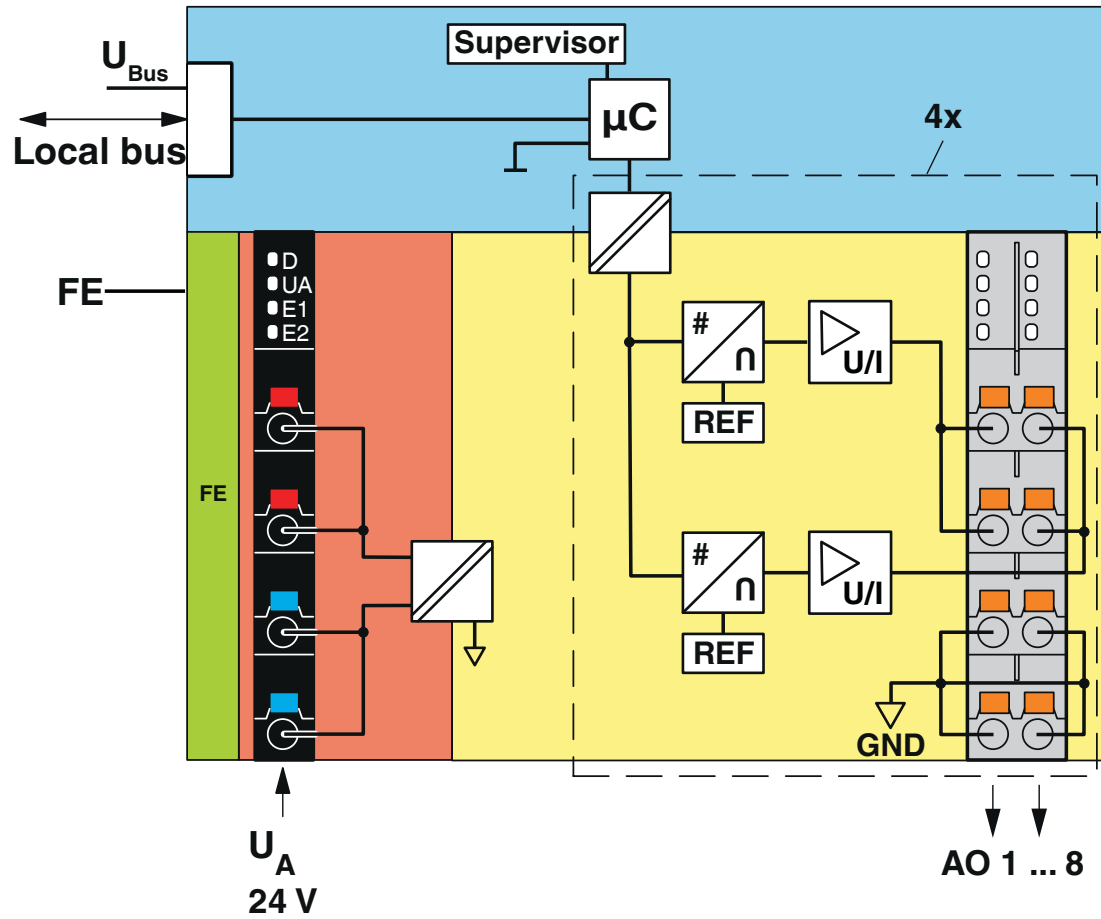 Supervisor
U Bus
µC
4x
Local bus
D
UA
E1
E2
FE
# 
∩
U/I
REF
FE
#
∩
U/I
REF
GND
U A
24 V
AO 1 ... 8